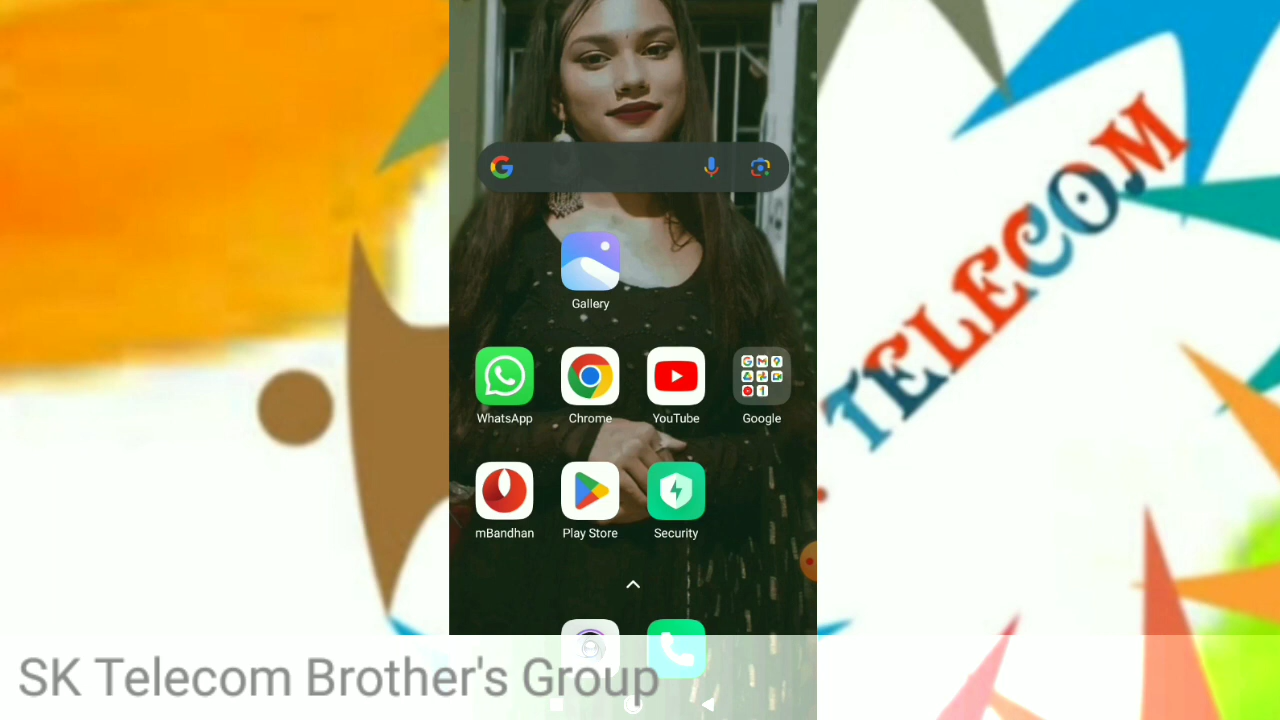 TELECOM
Gallery
WhatsApp
Chrome
YouTube
Google
mBandhan
Play Store
Security
SK Telecom Brother's Group